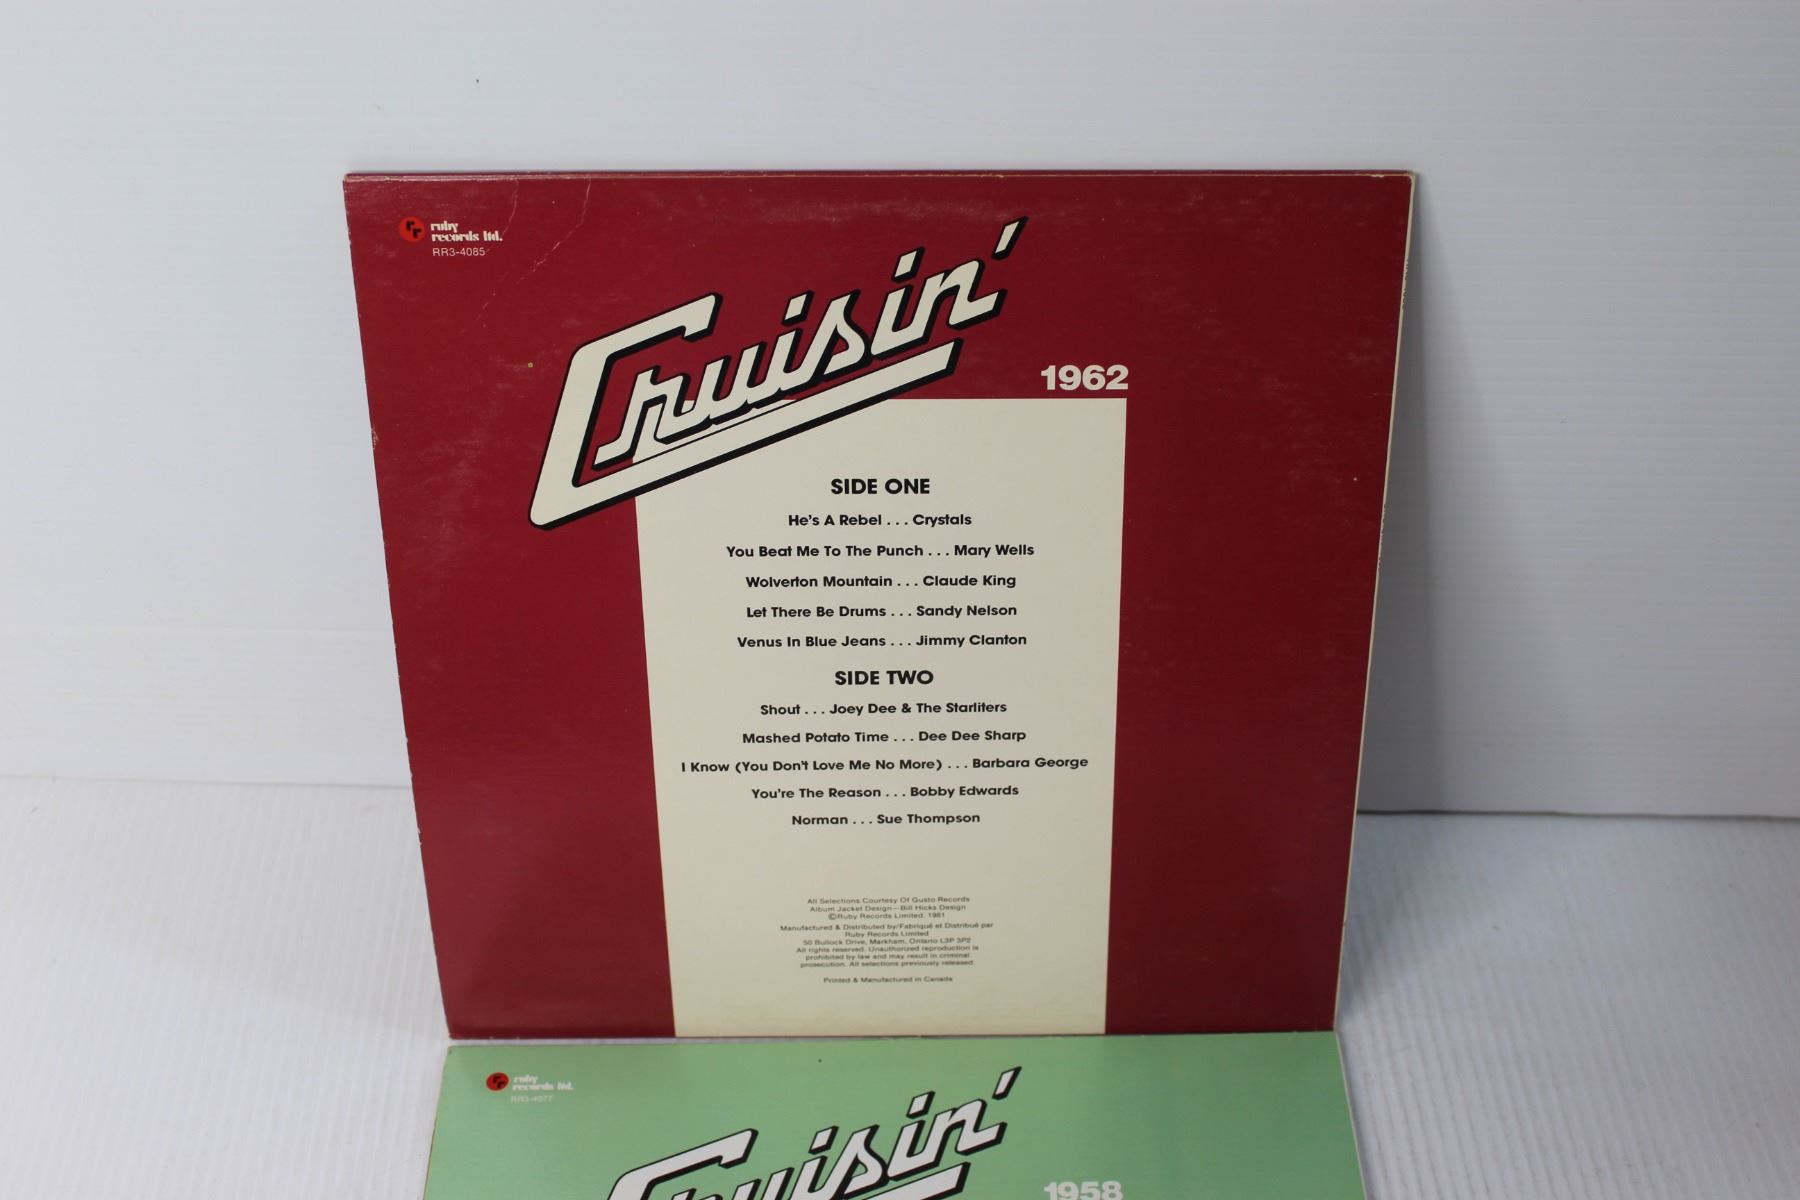 ruby
records ltd.
RR3-4085
Cruisin'
1962
SIDE ONE
He's A Rebel . . . Crystals
You Beat Me To The Punch . . . Mary Wells
Wolverton Mountain . . . Claude King
Let There Be Drums . . . Sandy Nelson
Venus In Blue Jeans . . . Jimmy Clanton
SIDE TWO
Shout . . . Joey Dee & The Starliters
Mashed Potato Time . . . Dee Dee Sharp
I Know (You Don't Love Me No More) . . . Barbara George
You're The Reason . . . Bobby Edwards
Norman . . . Sue Thompson
All Selections Courtesy Of Gusto Records
Album Jacket Design—Bill Hicks Design
©Ruby Records Limited, 1981
Manufactured & Distributed by/Fabriqué et Distribué par
Ruby Records Limited
50 Bullock Drive, Markham, Ontario L3P 3P2
All rights reserved. Unauthorized reproduction is
prohibited by law and may result in criminal
prosecution. All selections previously released.
Printed & Manufactured in Canada
ruby
records ltd.
RR3-4077
Cruisin'
1958